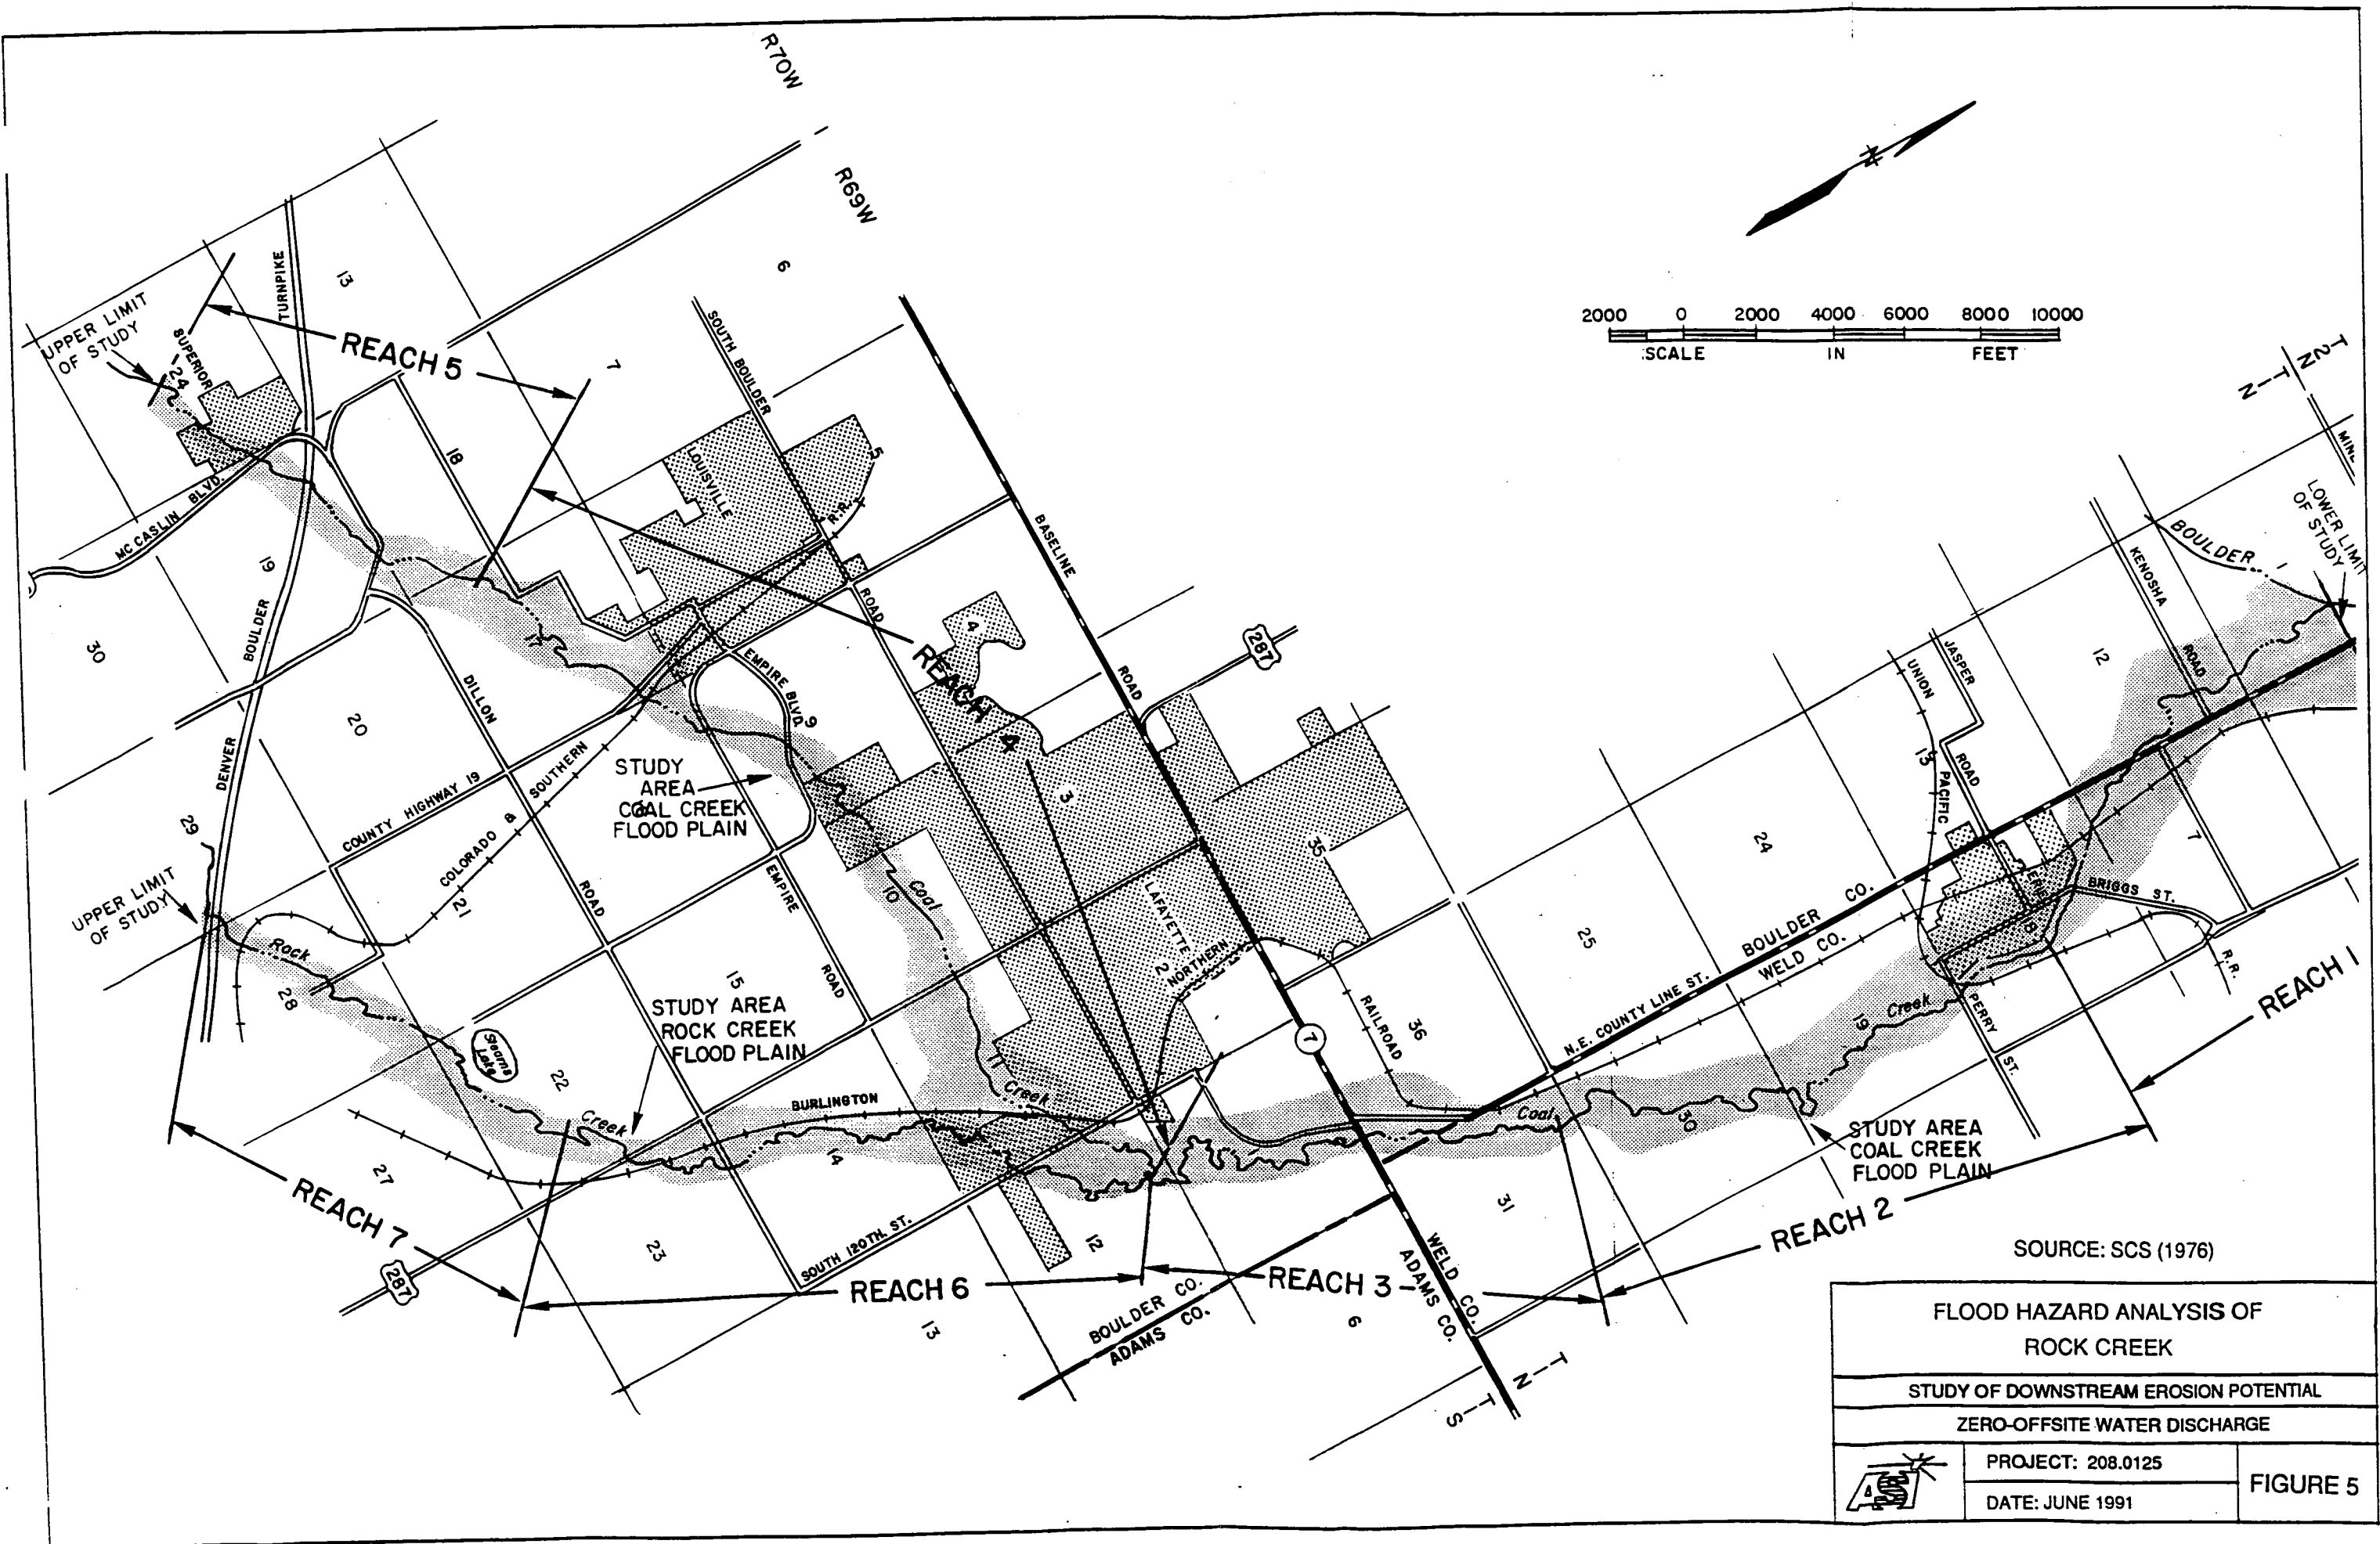 R70W
R69W
N
2000 0 2000 4000 6000 8000 10000
SCALE IN FEET
T2N
T1N
MINE
LOWER LIMIT
OF STUDY
BOULDER
KENOSHA
ROAD
JASPER
ROAD
UNION
PACIFIC
UPPER LIMIT
OF STUDY
SUPERIOR
24
TURNPIKE
13
REACH 5
6
7
18
SOUTH BOULDER
ROAD
LOUISVILLE
5
R.R.
BASELINE
ROAD
287
MC CASLIN BLVD.
19
30
BOULDER
DENVER
20
DILLON
ROAD
17
EMPIRE BLVD.
9
4
REACH 4
3
35
COUNTY HIGHWAY 19
COLORADO & SOUTHERN
STUDY
AREA
COAL CREEK
FLOOD PLAIN
29
21
UPPER LIMIT
OF STUDY
Rock
28
EMPIRE
ROAD
10
Coal
LAFAYETTE
2
NORTHERN
RAILROAD
36
7
25
24
12
13
7
ERIE
18
BRIGGS ST.
R.R.
BOULDER CO.
WELD CO.
N.E. COUNTY LINE ST.
19
Creek
PERRY
ST.
REACH 1
15
STUDY AREA
ROCK CREEK
FLOOD PLAIN
Stearns
Lake
22
Creek
BURLINGTON
11
Creek
14
Coal
30
STUDY AREA
COAL CREEK
FLOOD PLAIN
27
REACH 7
287
23
SOUTH 120TH. ST.
REACH 6
13
12
BOULDER CO.
ADAMS CO.
REACH 3
6
WELD CO.
ADAMS CO.
31
REACH 2
T1N
T1S
SOURCE: SCS (1976)
FLOOD HAZARD ANALYSIS OF
ROCK CREEK
STUDY OF DOWNSTREAM EROSION POTENTIAL
ZERO-OFFSITE WATER DISCHARGE
ASI
PROJECT: 208.0125
DATE: JUNE 1991
FIGURE 5